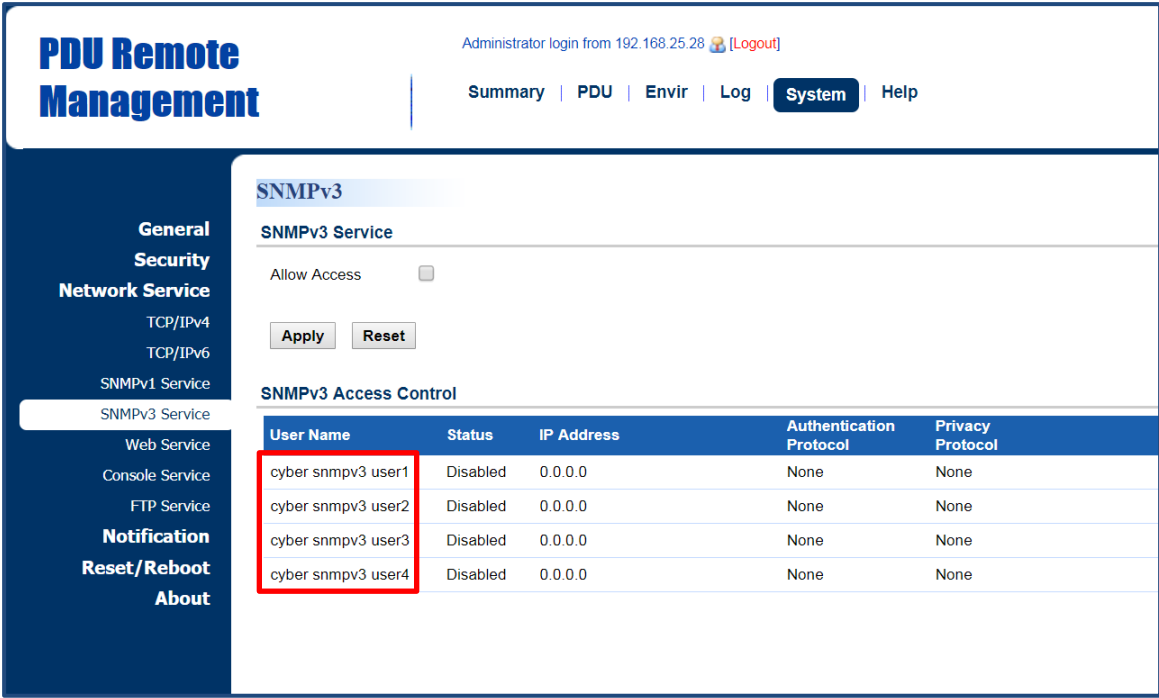 PDU Remote
Management
Administrator login from 192.168.25.28 [Logout]
Summary | PDU | Envir | Log | System | Help
General
Security
Network Service
TCP/IPv4
TCP/IPv6
SNMPv1 Service
SNMPv3 Service
Web Service
Console Service
FTP Service
Notification
Reset/Reboot
About
SNMPv3
SNMPv3 Service
Allow Access
Apply Reset
SNMPv3 Access Control
User Name Status IP Address Authentication Protocol Privacy Protocol
cyber snmpv3 user1 Disabled 0.0.0.0 None None
cyber snmpv3 user2 Disabled 0.0.0.0 None None
cyber snmpv3 user3 Disabled 0.0.0.0 None None
cyber snmpv3 user4 Disabled 0.0.0.0 None None